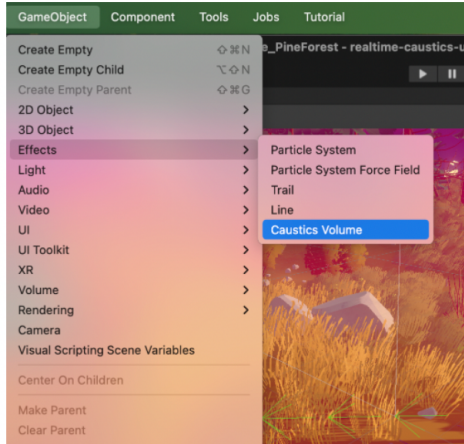 GameObject Component Tools Jobs Tutorial
e_PineForest - realtime-caustics-u
Create Empty ⇧⌘N
Create Empty Child ⌥⇧N
Create Empty Parent ⇧⌘G
2D Object
3D Object
Effects
Particle System
Light
Particle System Force Field
Audio
Trail
Video
Line
UI
Caustics Volume
UI Toolkit
XR
Volume
Rendering
Camera
Visual Scripting Scene Variables
Center On Children
Make Parent
Clear Parent